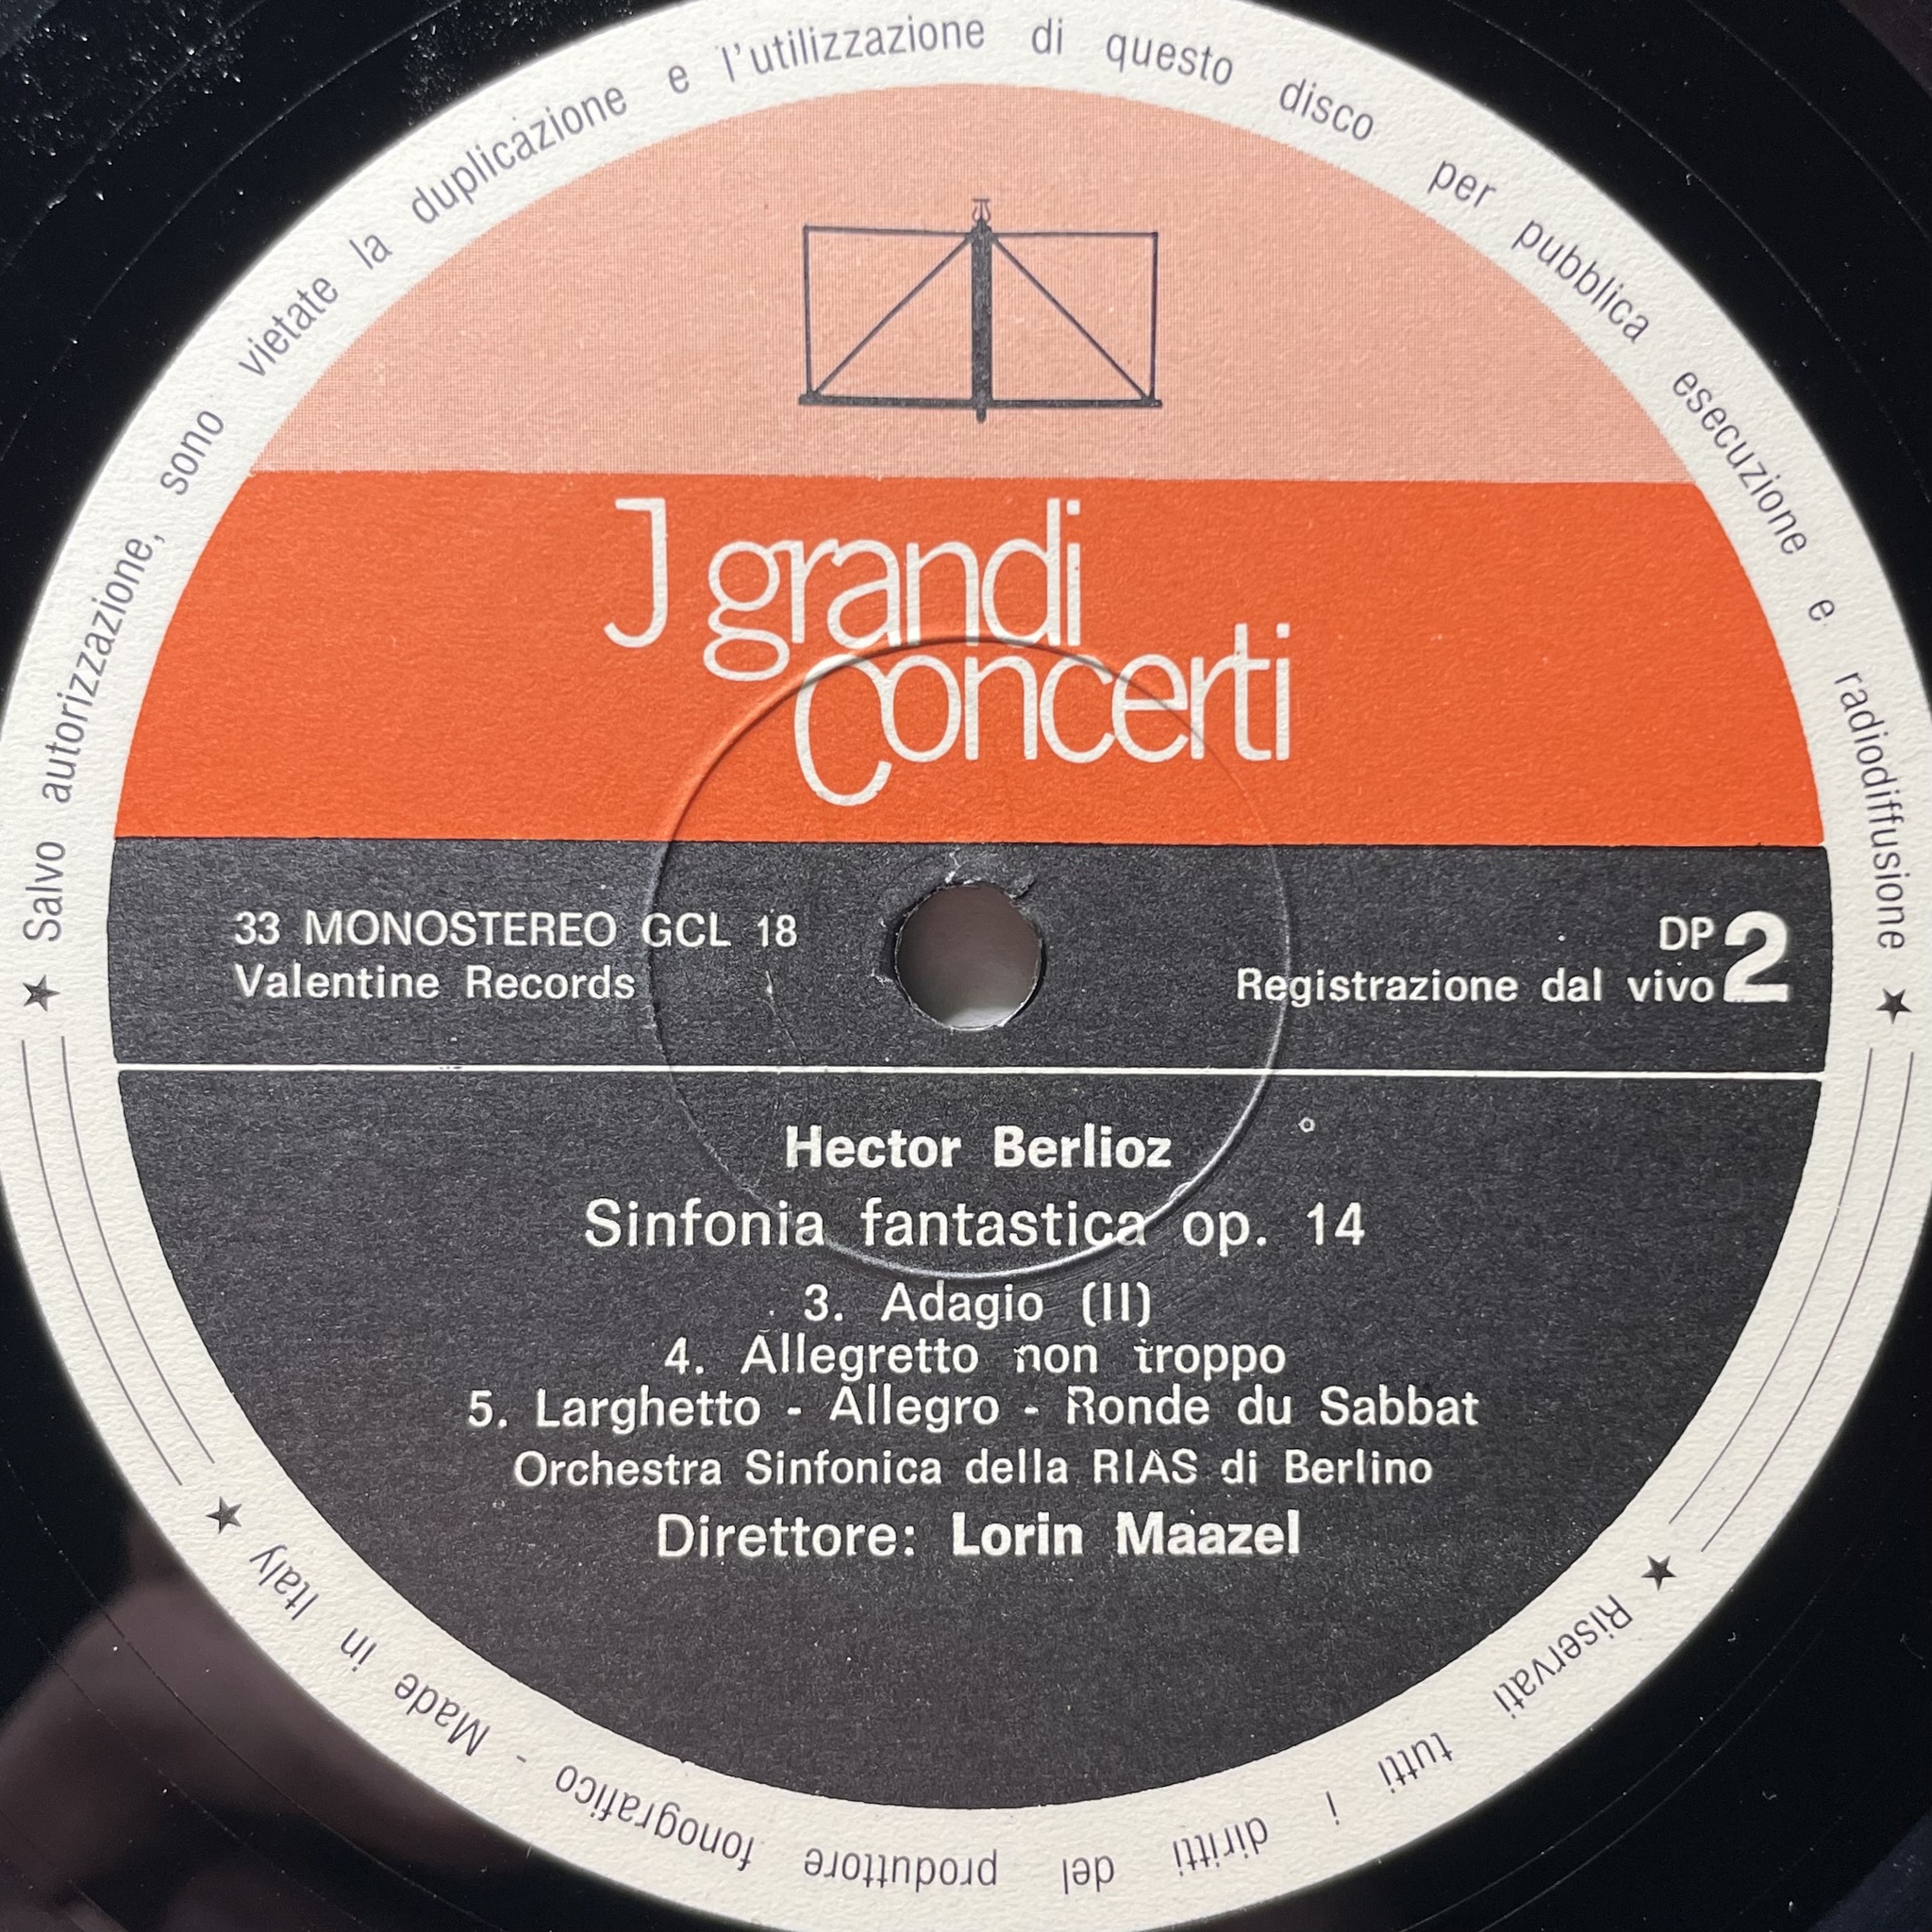 ★ Salvo autorizzazione, sono vietate la duplicazione e l'utilizzazione di questo disco per pubblica esecuzione e radiodiffusione ★
J grandi
concerti
33 MONOSTEREO GCL 18
Valentine Records
DP 2
Registrazione dal vivo
Hector Berlioz
Sinfonia fantastica op. 14
3. Adagio (II)
4. Allegretto non troppo
5. Larghetto - Allegro - Ronde du Sabbat
Orchestra Sinfonica della RIAS di Berlino
Direttore: Lorin Maazel
★ Riservati tutti i diritti del produttore fonografico - Made in Italy ★